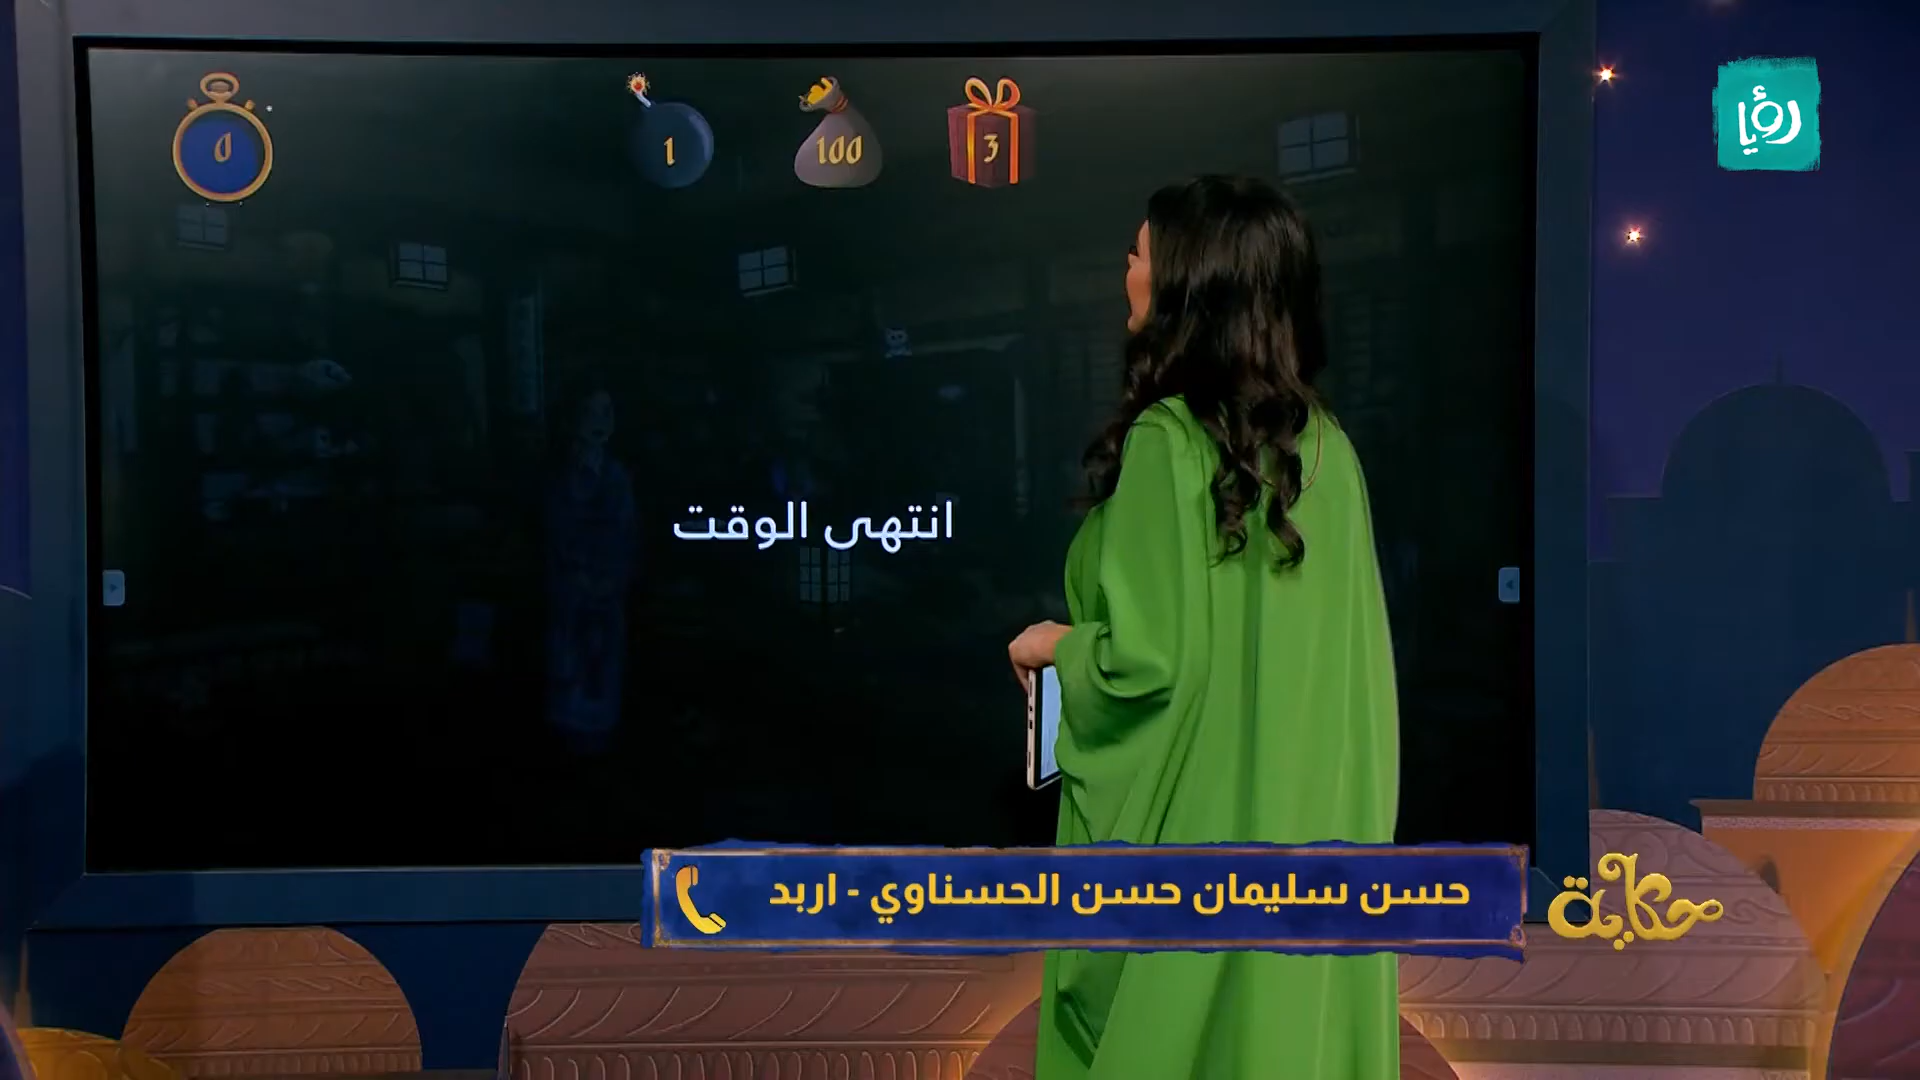 0
1
100
3
رؤيا
انتهى الوقت
حسن سليمان حسن الحسناوي - اربد
حكاية